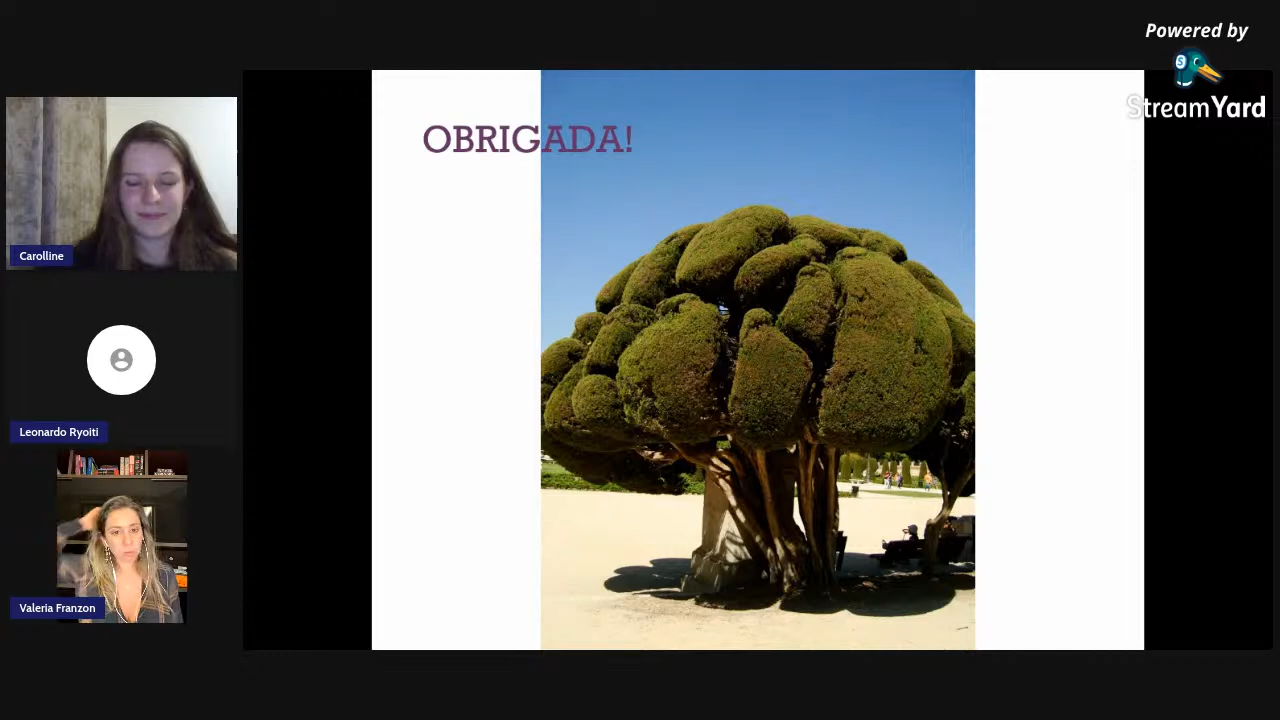 Powered by
StreamYard
OBRIGADA!
Carolline
Leonardo Ryoiti
Valeria Franzon